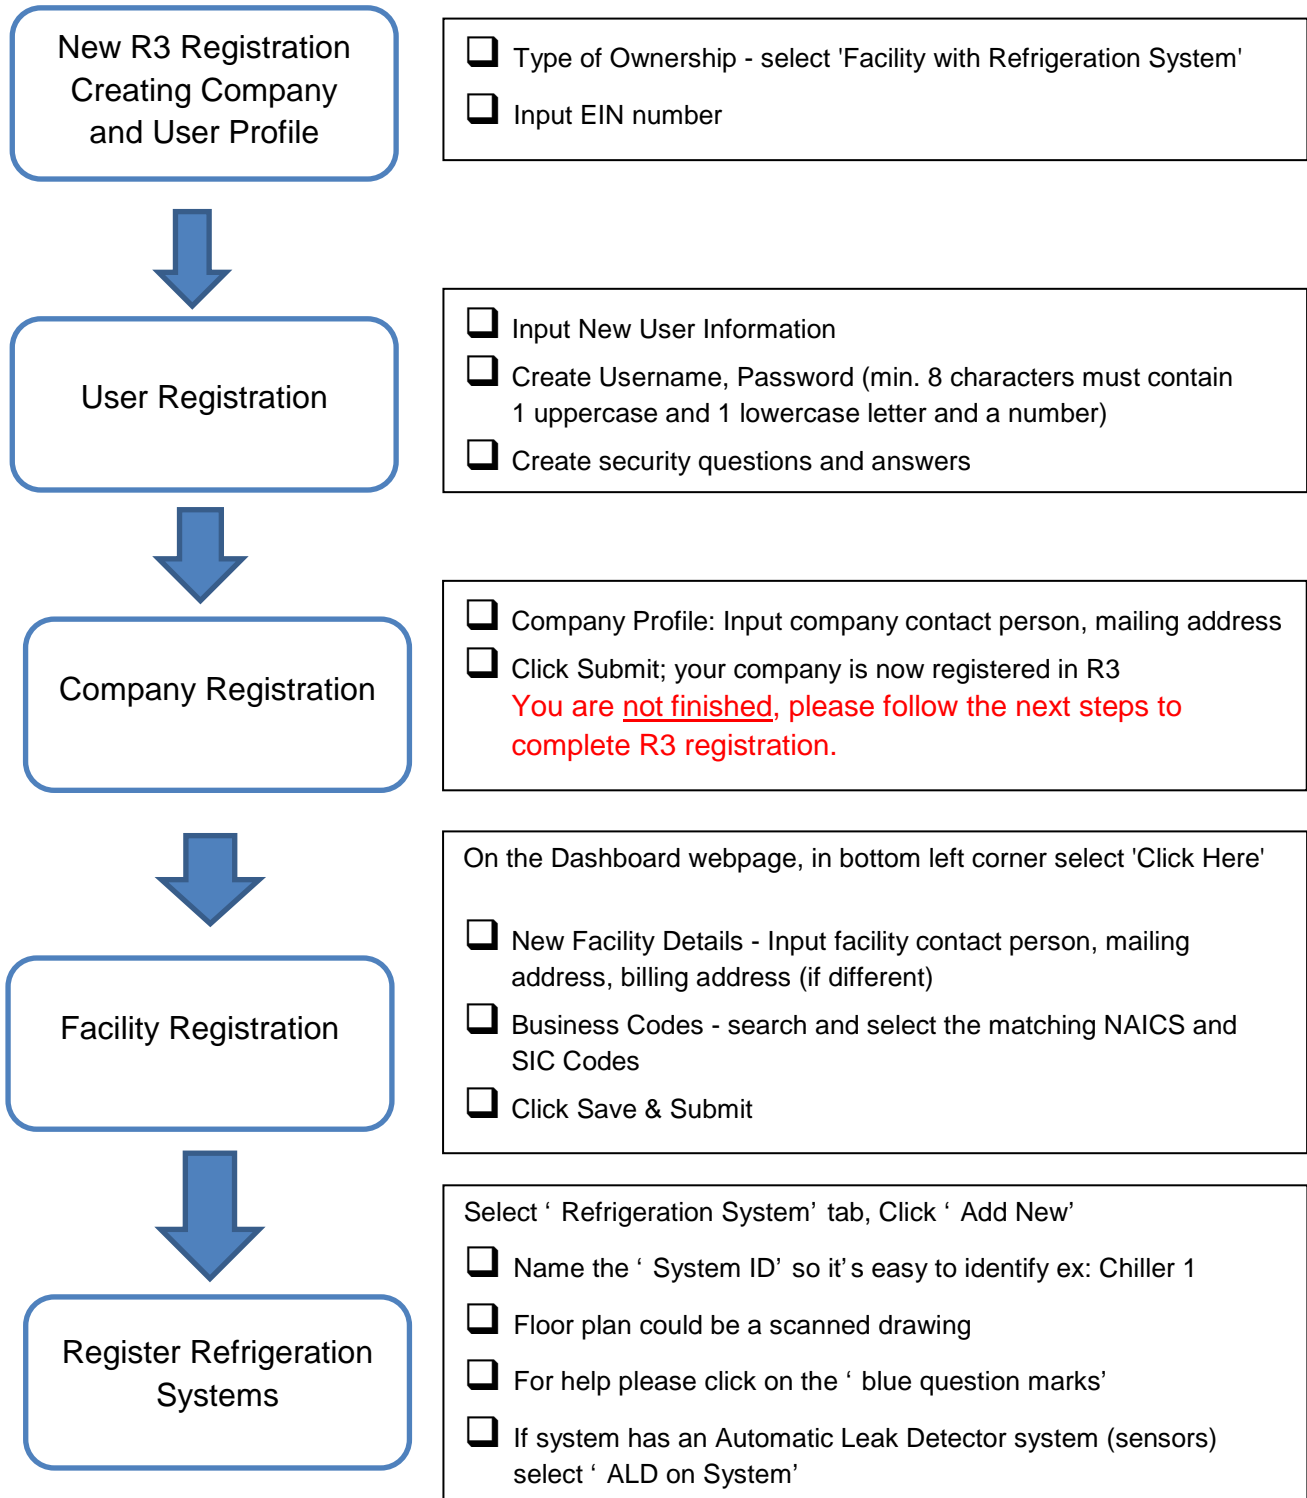 New R3 Registration
Creating Company
and User Profile
Type of Ownership - select 'Facility with Refrigeration System'
Input EIN number
User Registration
Input New User Information
Create Username, Password (min. 8 characters must contain
1 uppercase and 1 lowercase letter and a number)
Create security questions and answers
Company Registration
Company Profile: Input company contact person, mailing address
Click Submit; your company is now registered in R3
You are not finished, please follow the next steps to
complete R3 registration.
Facility Registration
On the Dashboard webpage, in bottom left corner select 'Click Here'
New Facility Details - Input facility contact person, mailing
address, billing address (if different)
Business Codes - search and select the matching NAICS and
SIC Codes
Click Save & Submit
Register Refrigeration
Systems
Select ‘ Refrigeration System’ tab, Click ‘ Add New’
Name the ‘ System ID’ so it’s easy to identify ex: Chiller 1
Floor plan could be a scanned drawing
For help please click on the ‘ blue question marks’
If system has an Automatic Leak Detector system (sensors)
select ‘ ALD on System’